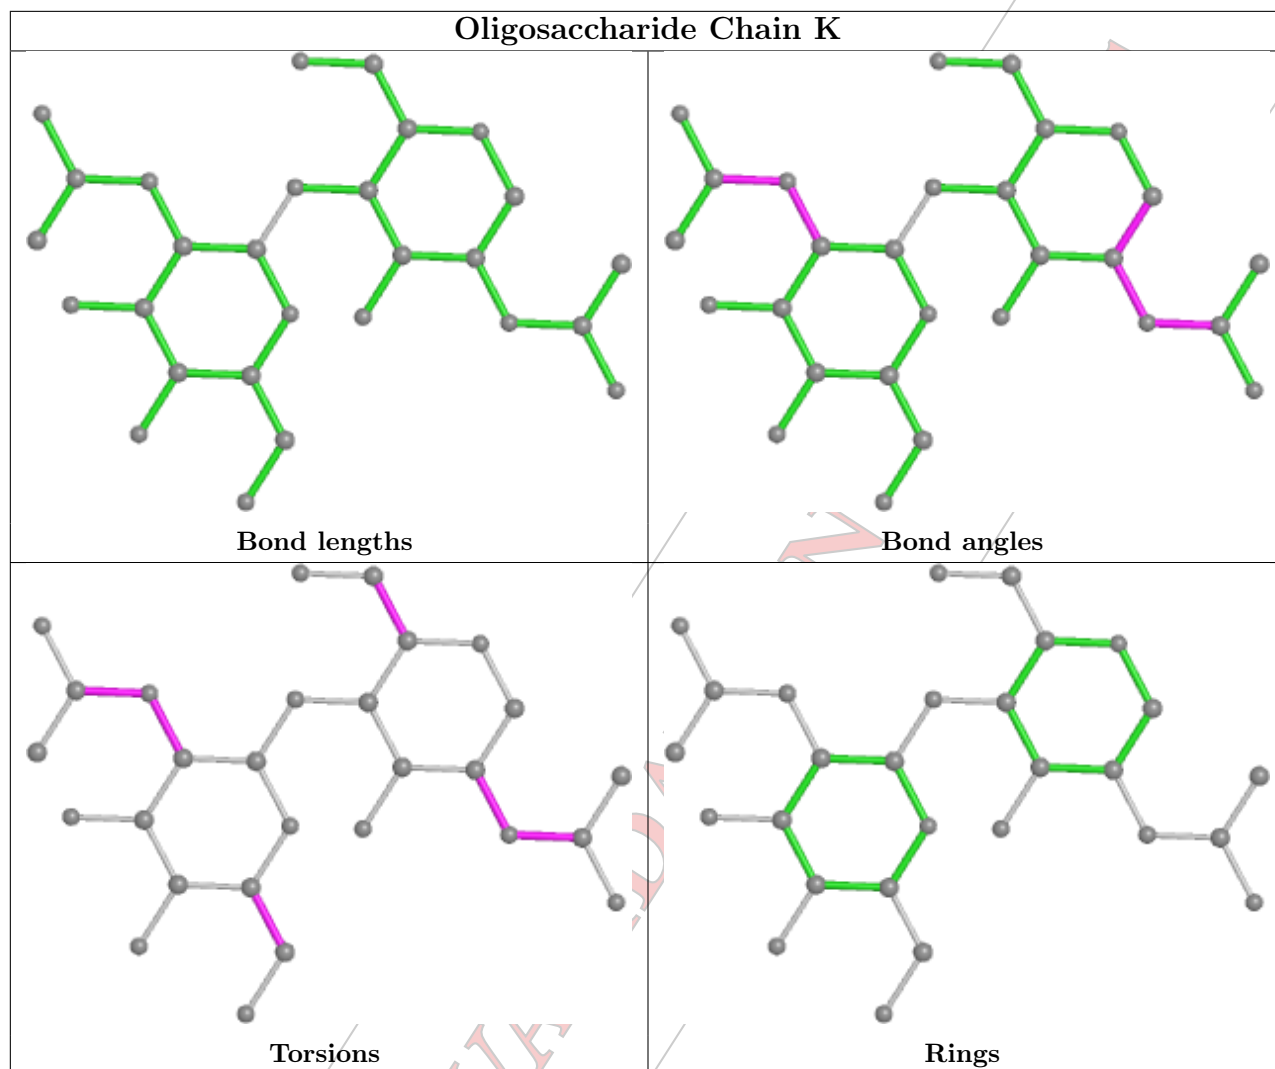 Oligosaccharide Chain K
Bond lengths
Bond angles
Torsions
Rings